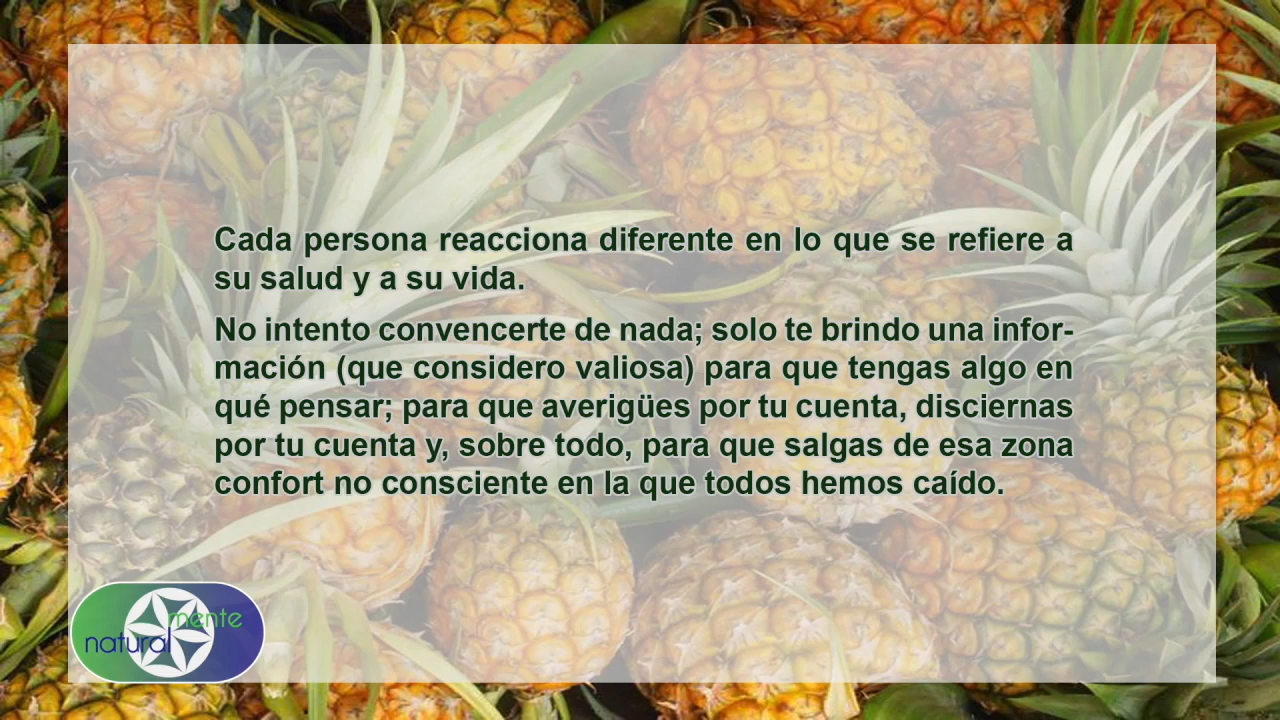 Cada persona reacciona diferente en lo que se refiere a
su salud y a su vida.
No intento convencerte de nada; solo te brindo una infor-
mación (que considero valiosa) para que tengas algo en
qué pensar; para que averigües por tu cuenta, disciernas
por tu cuenta y, sobre todo, para que salgas de esa zona
confort no consciente en la que todos hemos caído.
natural
mente